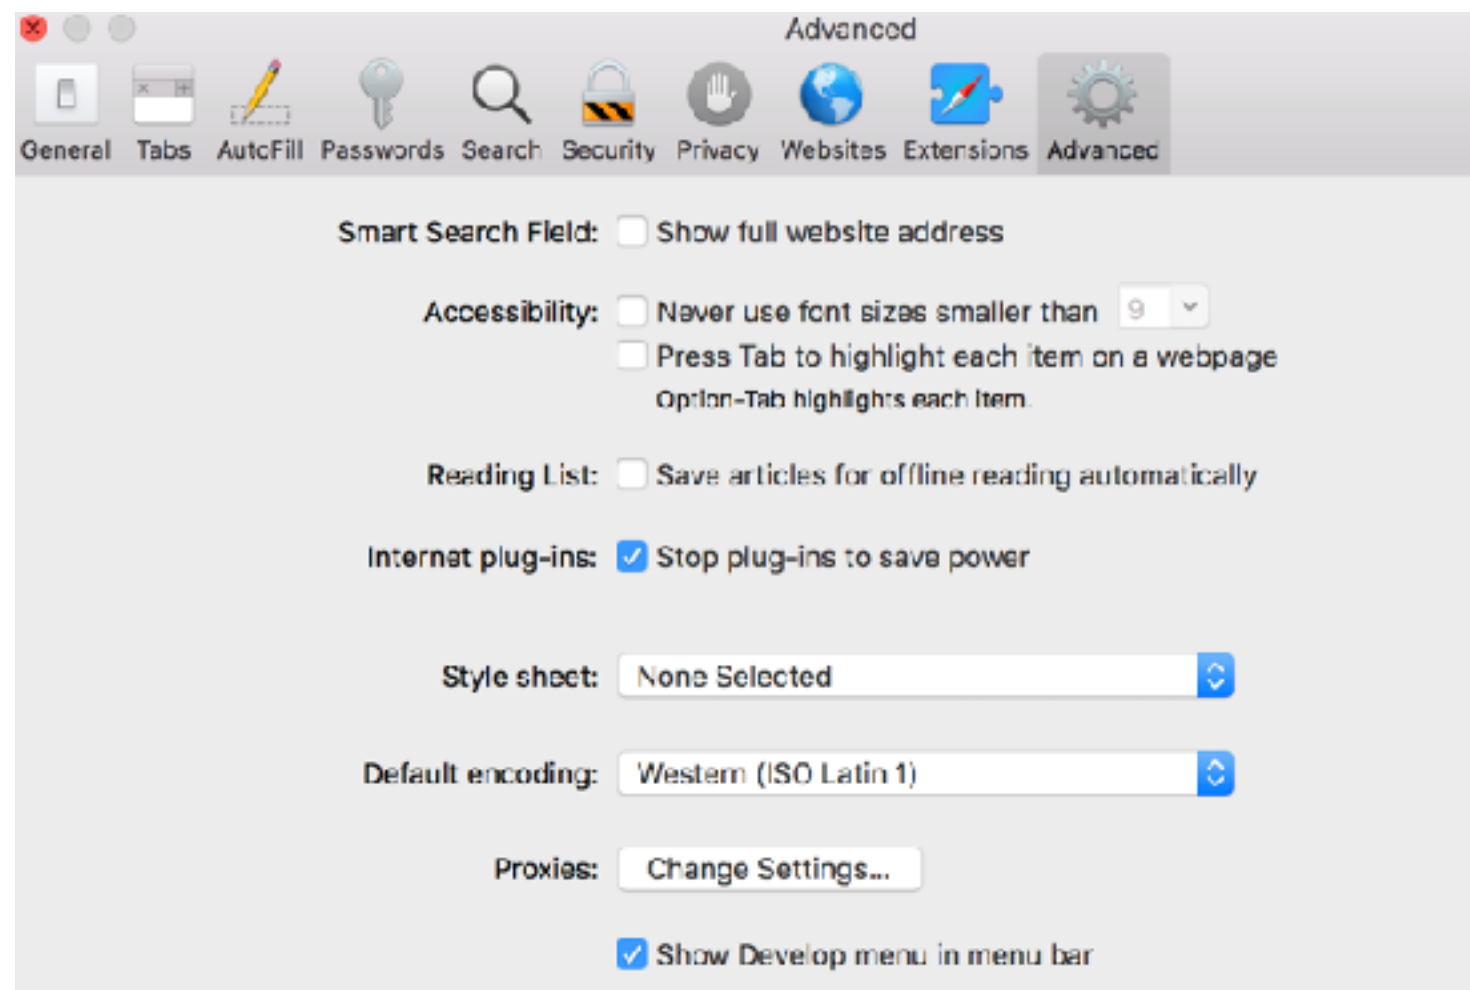 Advanced
General Tabs AutoFill Passwords Search Security Privacy Websites Extensions Advanced
Smart Search Field: Show full website address
Accessibility: Never use font sizes smaller than 9
Press Tab to highlight each item on a webpage
Option-Tab highlights each item.
Reading List: Save articles for offline reading automatically
Internet plug-ins: Stop plug-ins to save power
Style sheet: None Selected
Default encoding: Western (ISO Latin 1)
Proxies: Change Settings...
Show Develop menu in menu bar